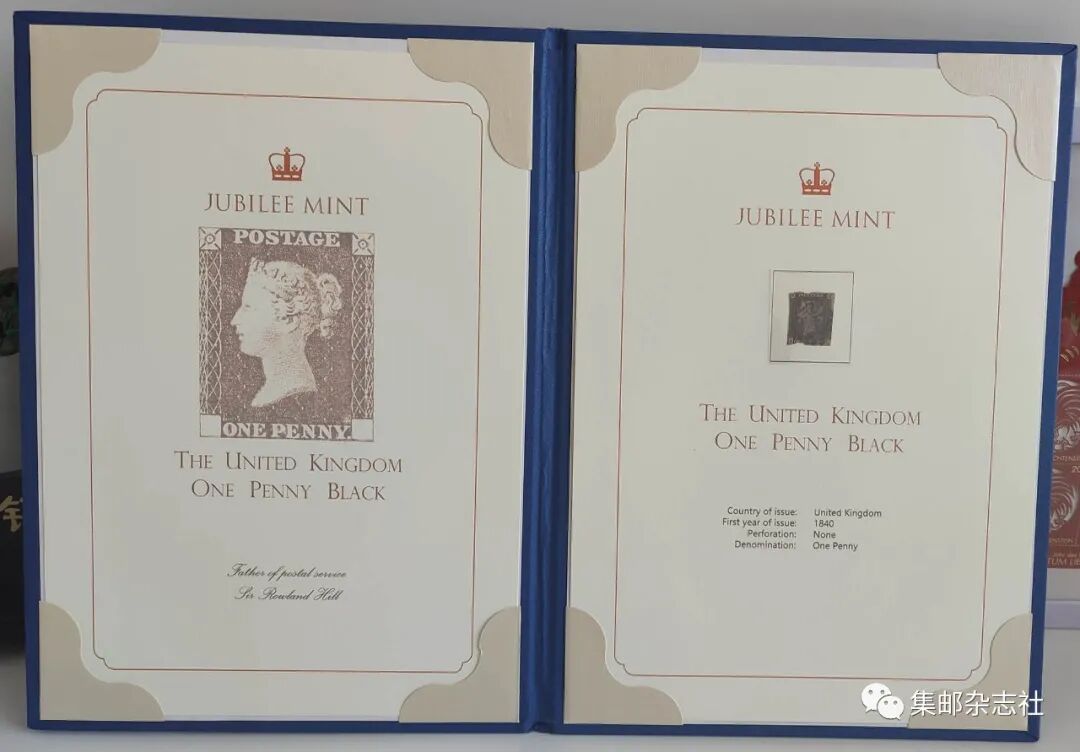 JUBILEE MINT
POSTAGE
ONE PENNY.
THE UNITED KINGDOM
ONE PENNY BLACK
Father of postal service
Sir Rowland Hill
JUBILEE MINT
THE UNITED KINGDOM
ONE PENNY BLACK
Country of issue: United Kingdom
First year of issue: 1840
Perforation: None
Denomination: One Penny
集邮杂志社